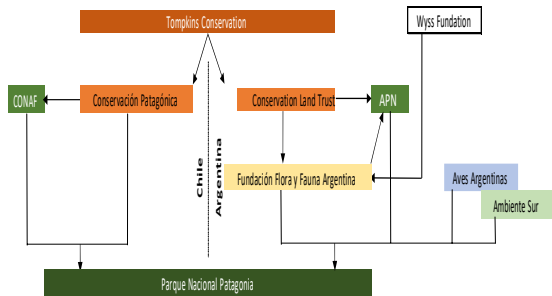 Tompkins Conservation
Wyss Fundation
CONAF
Conservación Patagónica
Conservation Land Trust
APN
Chile
Argentina
Fundación Flora y Fauna Argentina
Aves Argentinas
Ambiente Sur
Parque Nacional Patagonia